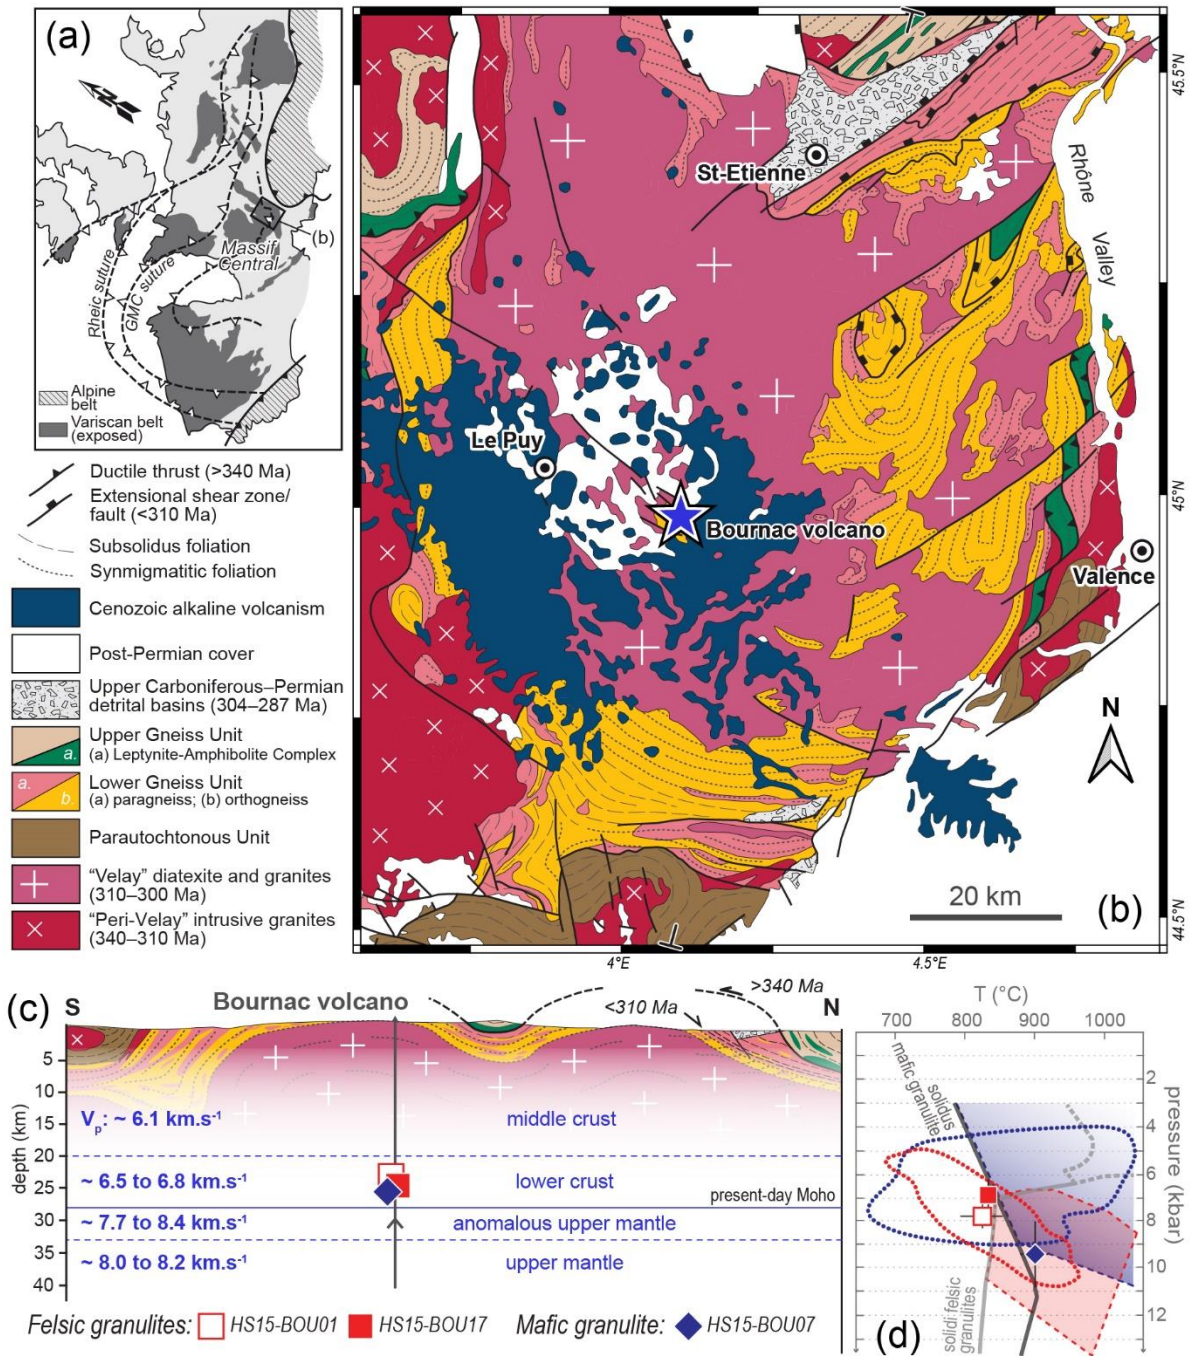 (a)
N
Massif
Central
(b)
Rheic suture
GMC suture
Alpine
belt
Variscan belt
(exposed)
Ductile thrust (>340 Ma)
Extensional shear zone/
fault (<310 Ma)
Subsolidus foliation
Synmigmatitic foliation
Cenozoic alkaline volcanism
Post-Permian cover
Upper Carboniferous–Permian
detrital basins (304–287 Ma)
Upper Gneiss Unit
(a) Leptynite-Amphibolite Complex
a.
Lower Gneiss Unit
(a) paragneiss; (b) orthogneiss
a.
b.
Parautochtonous Unit
“Velay” diatexite and granites
(310–300 Ma)
“Peri-Velay” intrusive granites
(340–310 Ma)
St-Etienne
Rhône
Valley
Le Puy
Bournac volcano
Valence
N
20 km
(b)
45.5°N
45°N
44.5°N
4°E
4.5°E
(c)
S
Bournac volcano
<310 Ma
>340 Ma
N
depth (km)
5
10
15
20
25
30
35
40
Vp: ~ 6.1 km.s-1
middle crust
~ 6.5 to 6.8 km.s-1
lower crust
present-day Moho
~ 7.7 to 8.4 km.s-1
anomalous upper mantle
~ 8.0 to 8.2 km.s-1
upper mantle
Felsic granulites:
HS15-BOU01
HS15-BOU17
Mafic granulite:
HS15-BOU07
T (°C)
700
800
900
1000
solidus
mafic granulite
solidi felsic
granulites
2
4
6
8
10
12
pressure (kbar)
(d)